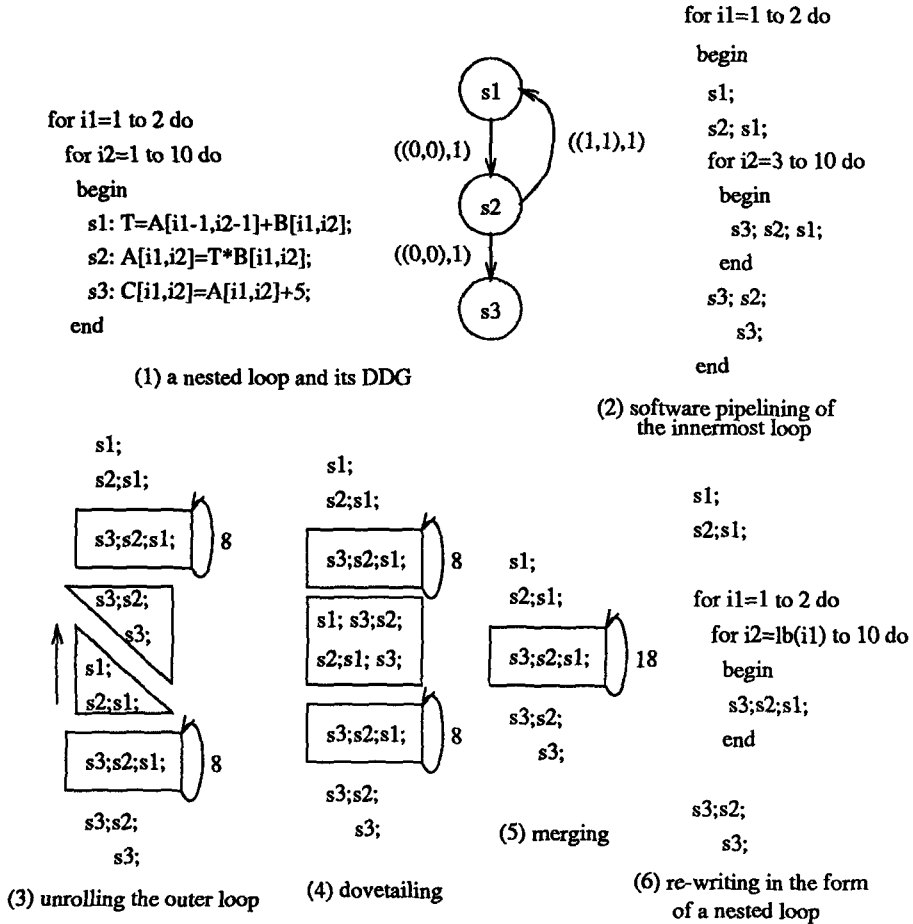 for i1=1 to 2 do
for i2=1 to 10 do
begin
s1: T=A[i1-1,i2-1]+B[i1,i2];
s2: A[i1,i2]=T*B[i1,i2];
s3: C[i1,i2]=A[i1,i2]+5;
end
s1
((0,0),1)
((1,1),1)
s2
((0,0),1)
s3
(1) a nested loop and its DDG
for i1=1 to 2 do
begin
s1;
s2; s1;
for i2=3 to 10 do
begin
s3; s2; s1;
end
s3; s2;
s3;
end
(2) software pipelining of
the innermost loop
s1;
s2;s1;
s3;s2;s1;
8
s3;s2;
s3;
s1;
s2;s1;
s3;s2;s1;
8
s3;s2;
s3;
(3) unrolling the outer loop
s1;
s2;s1;
s3;s2;s1;
8
s1; s3;s2;
s2;s1; s3;
s3;s2;s1;
8
s3;s2;
s3;
(4) dovetailing
s1;
s2;s1;
s3;s2;s1;
18
s3;s2;
s3;
(5) merging
s1;
s2;s1;
for i1=1 to 2 do
for i2=lb(i1) to 10 do
begin
s3;s2;s1;
end
s3;s2;
s3;
(6) re-writing in the form
of a nested loop